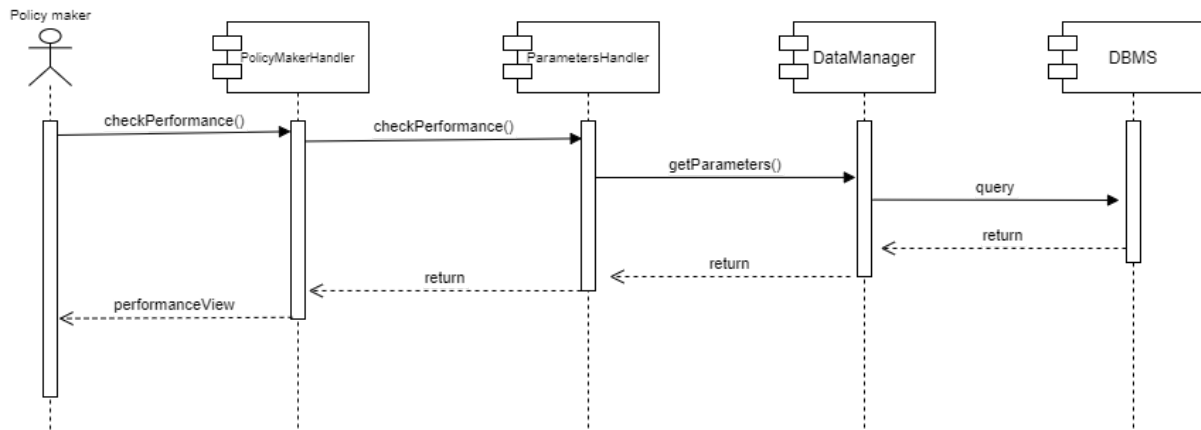 Policy maker
PolicyMakerHandler
ParametersHandler
DataManager
DBMS
checkPerformance()
checkPerformance()
getParameters()
query
return
return
return
performanceView